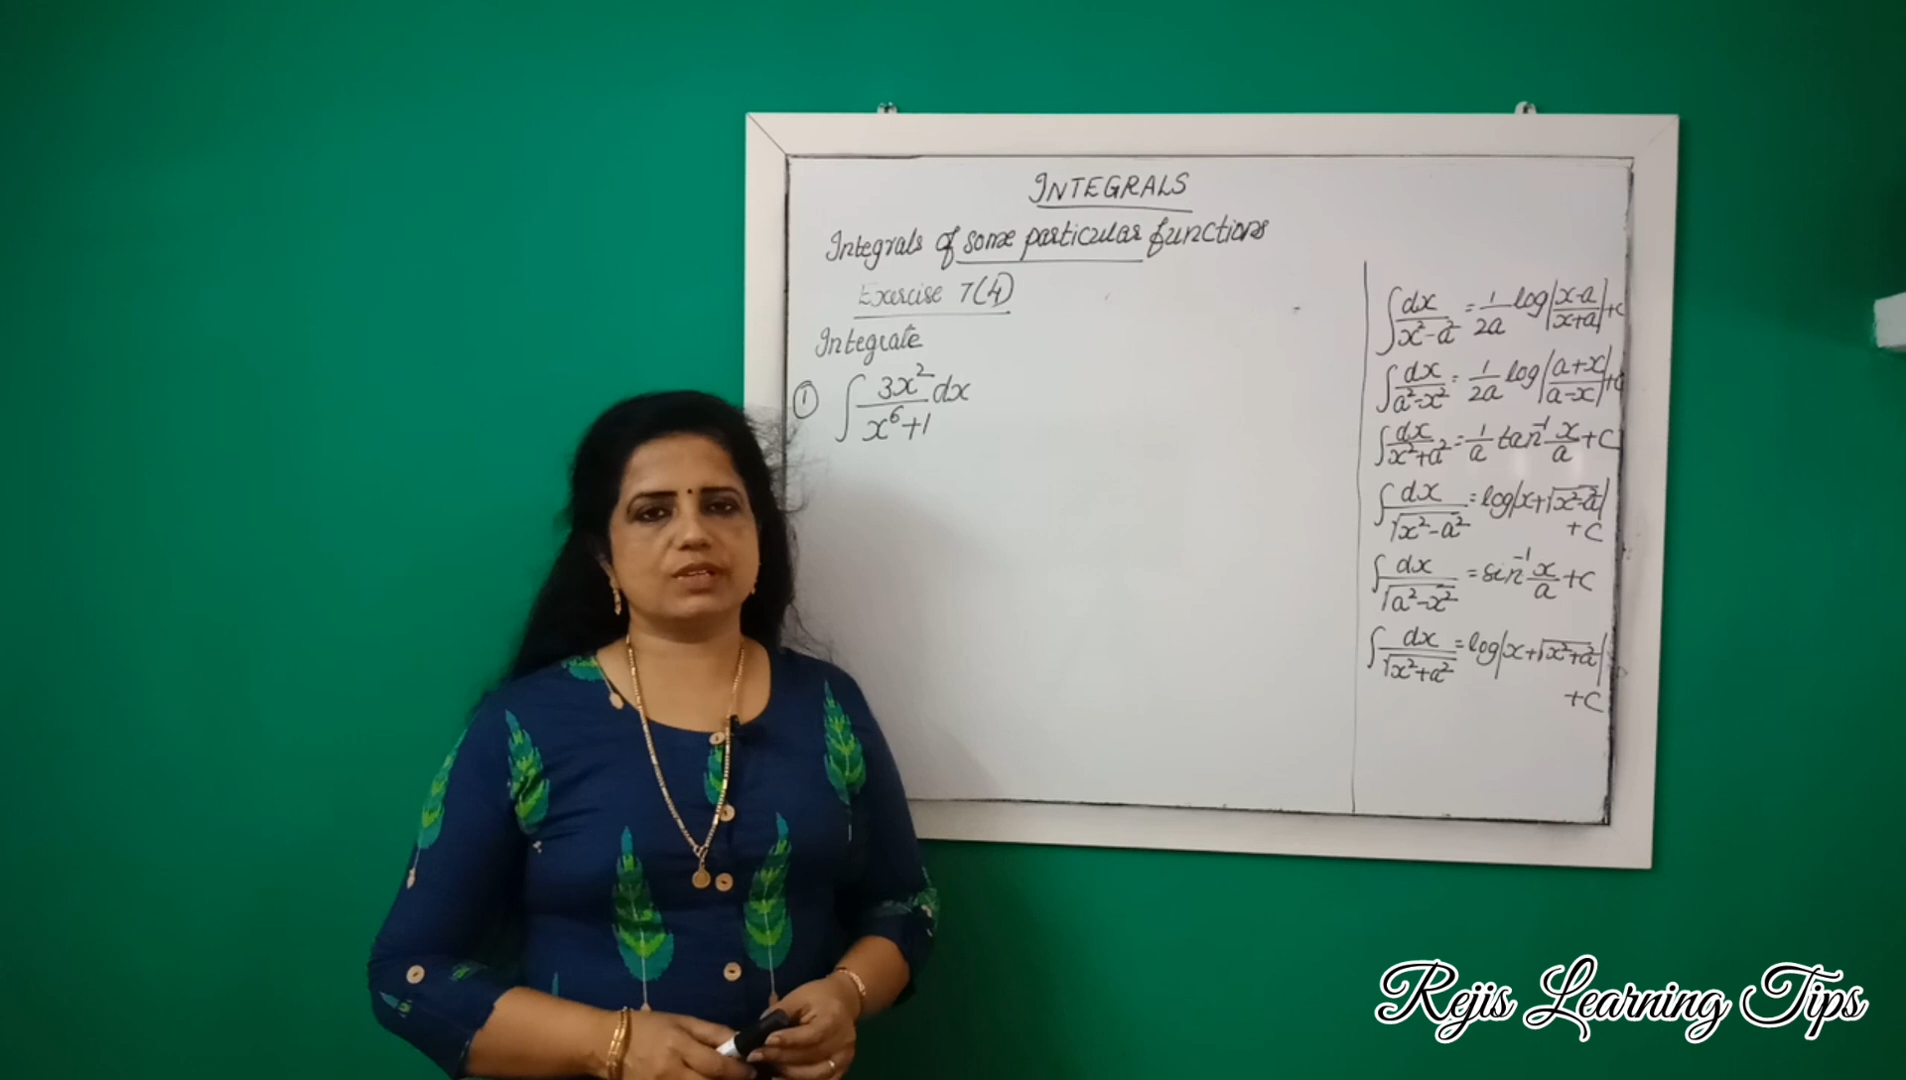 INTEGRALS
Integrals of some particular functions
Exercise 7(4)
Integrate
① ∫ 3x²/(x⁶+1) dx
∫ dx/(x²-a²) = 1/2a log|(x-a)/(x+a)|+c
∫ dx/(a²-x²) = 1/2a log|(a+x)/(a-x)|+c
∫ dx/(x²+a²) = 1/a tan⁻¹ x/a + C
∫ dx/√(x²-a²) = log|x+√(x²-a²)|
+C
∫ dx/√(a²-x²) = sin⁻¹ x/a + C
∫ dx/√(x²+a²) = log|x+√(x²+a²)|
+C
Rejis Learning Tips